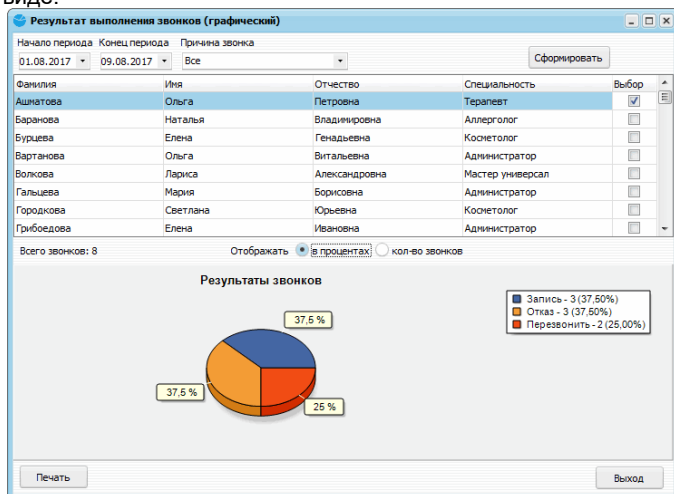 виде.
Результат выполнения звонков (графический)
Начало периода Конец периода Причина звонка
01.08.2017 09.08.2017 Все Сформировать
Фамилия Имя Отчество Специальность Выбор
Ашматова Ольга Петровна Терапевт
Баранова Наталья Владимировна Аллерголог
Бурцева Елена Генадьевна Косметолог
Вартанова Ольга Витальевна Администратор
Волкова Лариса Александровна Мастер универсал
Гальцева Мария Борисовна Администратор
Городкова Светлана Юрьевна Косметолог
Грибоедова Елена Ивановна Администратор
Всего звонков: 8 Отображать в процентах кол-во звонков
Результаты звонков
Запись - 3 (37,50%)
Отказ - 3 (37,50%)
Перезвонить - 2 (25,00%)
37,5 %
37,5 %
25 %
Печать Выход